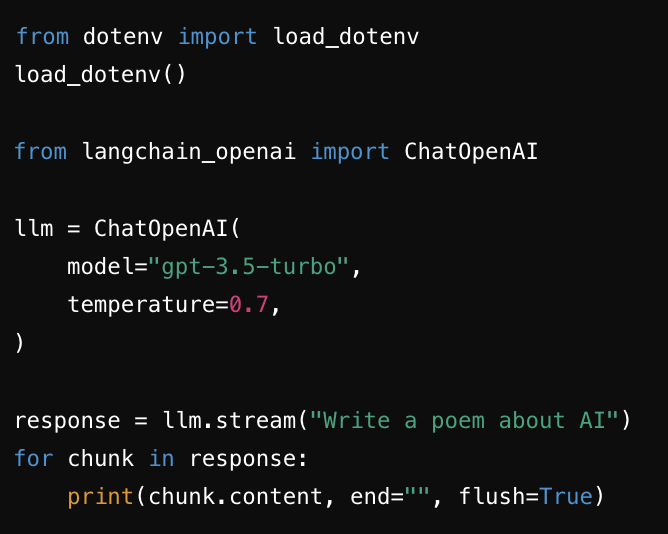 from dotenv import load_dotenv
load_dotenv()

from langchain_openai import ChatOpenAI

llm = ChatOpenAI(
    model="gpt-3.5-turbo",
    temperature=0.7,
)

response = llm.stream("Write a poem about AI")
for chunk in response:
    print(chunk.content, end="", flush=True)